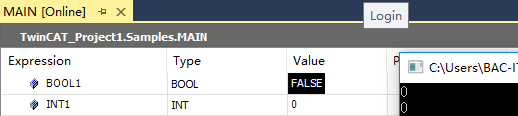 MAIN [Online]
Login
TwinCAT_Project1.Samples.MAIN
Expression Type Value P
BOOL1 BOOL FALSE
C:\Users\BAC-IT
INT1 INT 0
0
0